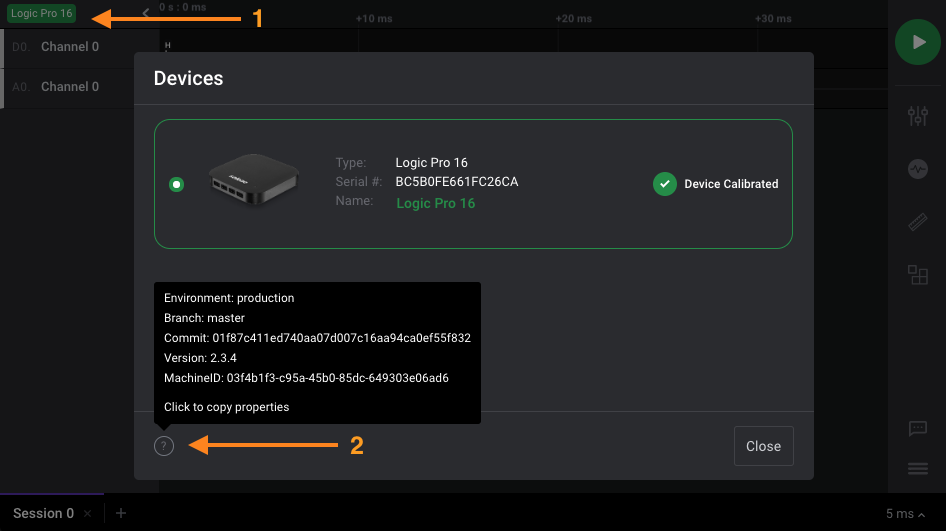 Logic Pro 16
1
0 s : 0 ms
+10 ms
+20 ms
+30 ms
D0. Channel 0
H
A0. Channel 0
Devices
Type: Logic Pro 16
Serial #: BC5B0FE661FC26CA
Name: Logic Pro 16
Device Calibrated
Environment: production
Branch: master
Commit: 01f87c411ed740aa07d007c16aa94ca0ef55f832
Version: 2.3.4
MachineID: 03f4b1f3-c95a-45b0-85dc-649303e06ad6
Click to copy properties
?
2
Close
Session 0
5 ms